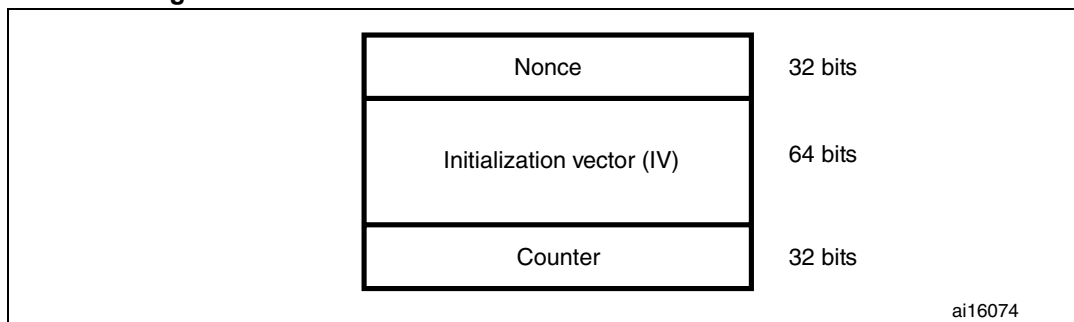 Nonce 32 bits
Initialization vector (IV) 64 bits
Counter 32 bits
ai16074